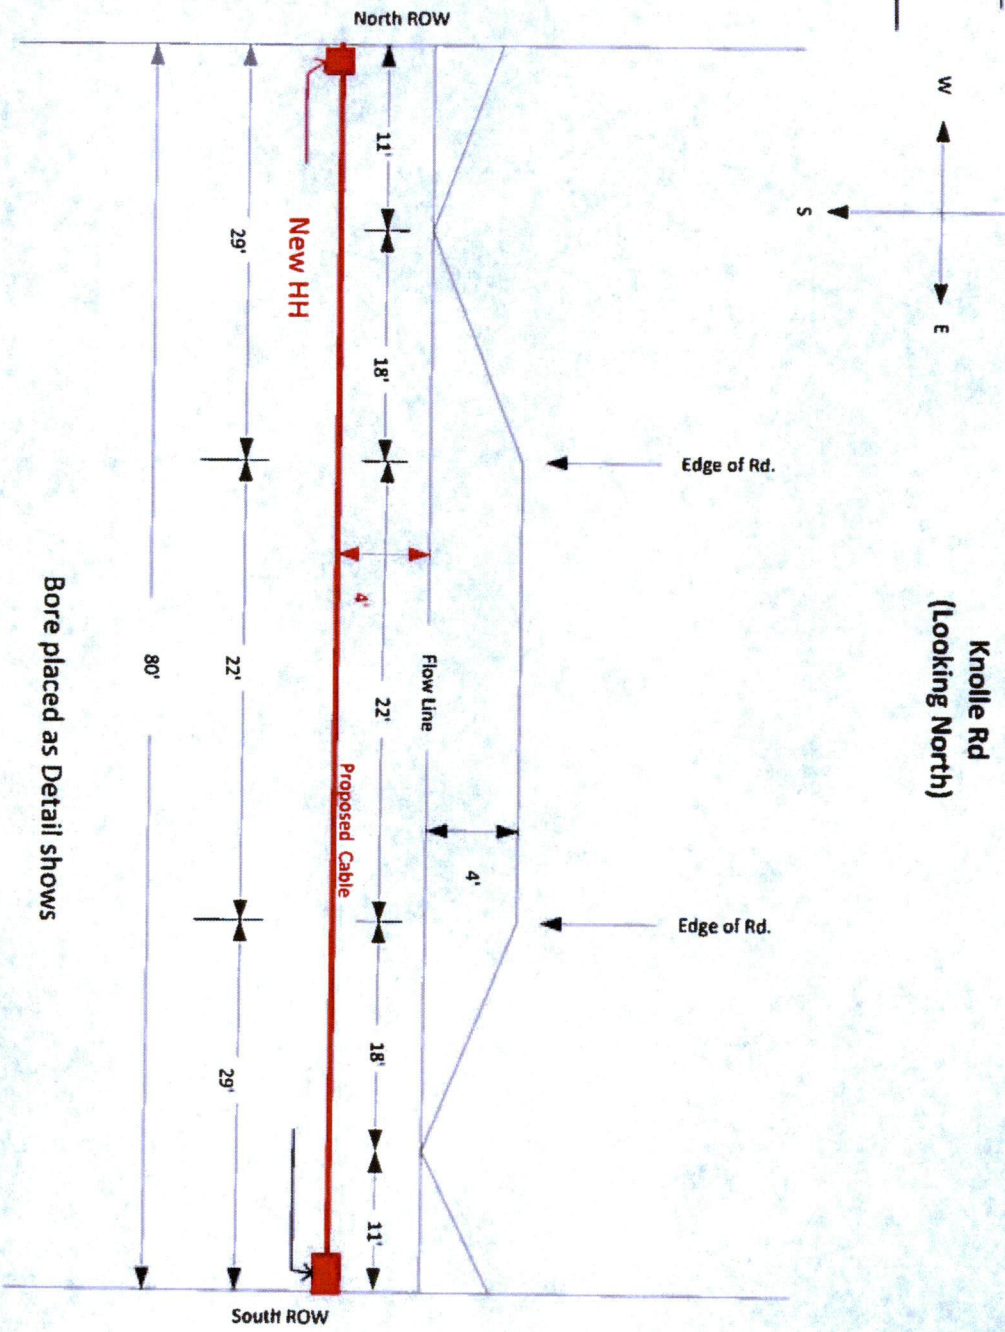 Knolle Rd
(Looking North)
W
E
S
Edge of Rd.
Edge of Rd.
North ROW
South ROW
4'
Flow Line
11'
18'
22'
18'
11'
4'
Proposed Cable
New HH
29'
22'
29'
80'
Bore placed as Detail shows